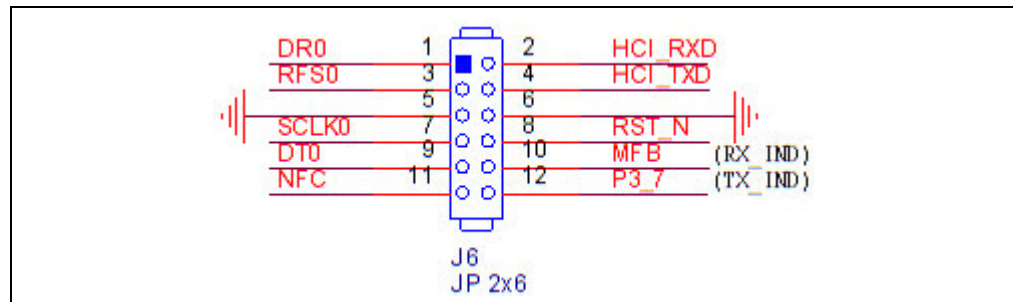 DR0 1 2 HCI_RXD
RFS0 3 4 HCI_TXD
5 6
SCLK0 7 8 RST_N
DT0 9 10 MFB (RX_IND)
NFC 11 12 P3_7 (TX_IND)
J6
JP 2x6